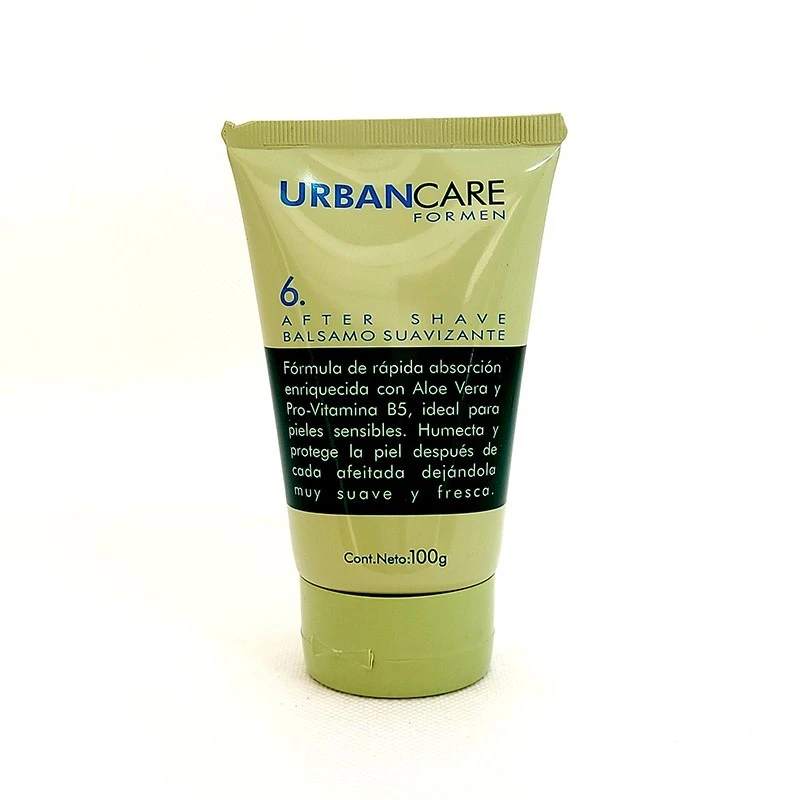 URBANCARE
FORMEN
6.
AFTER SHAVE
BALSAMO SUAVIZANTE
Fórmula de rápida absorción
enriquecida con Aloe Vera y
Pro-Vitamina B5, ideal para
pieles sensibles. Humecta y
protege la piel después de
cada afeitada dejándola
muy suave y fresca.
Cont.Neto:100g